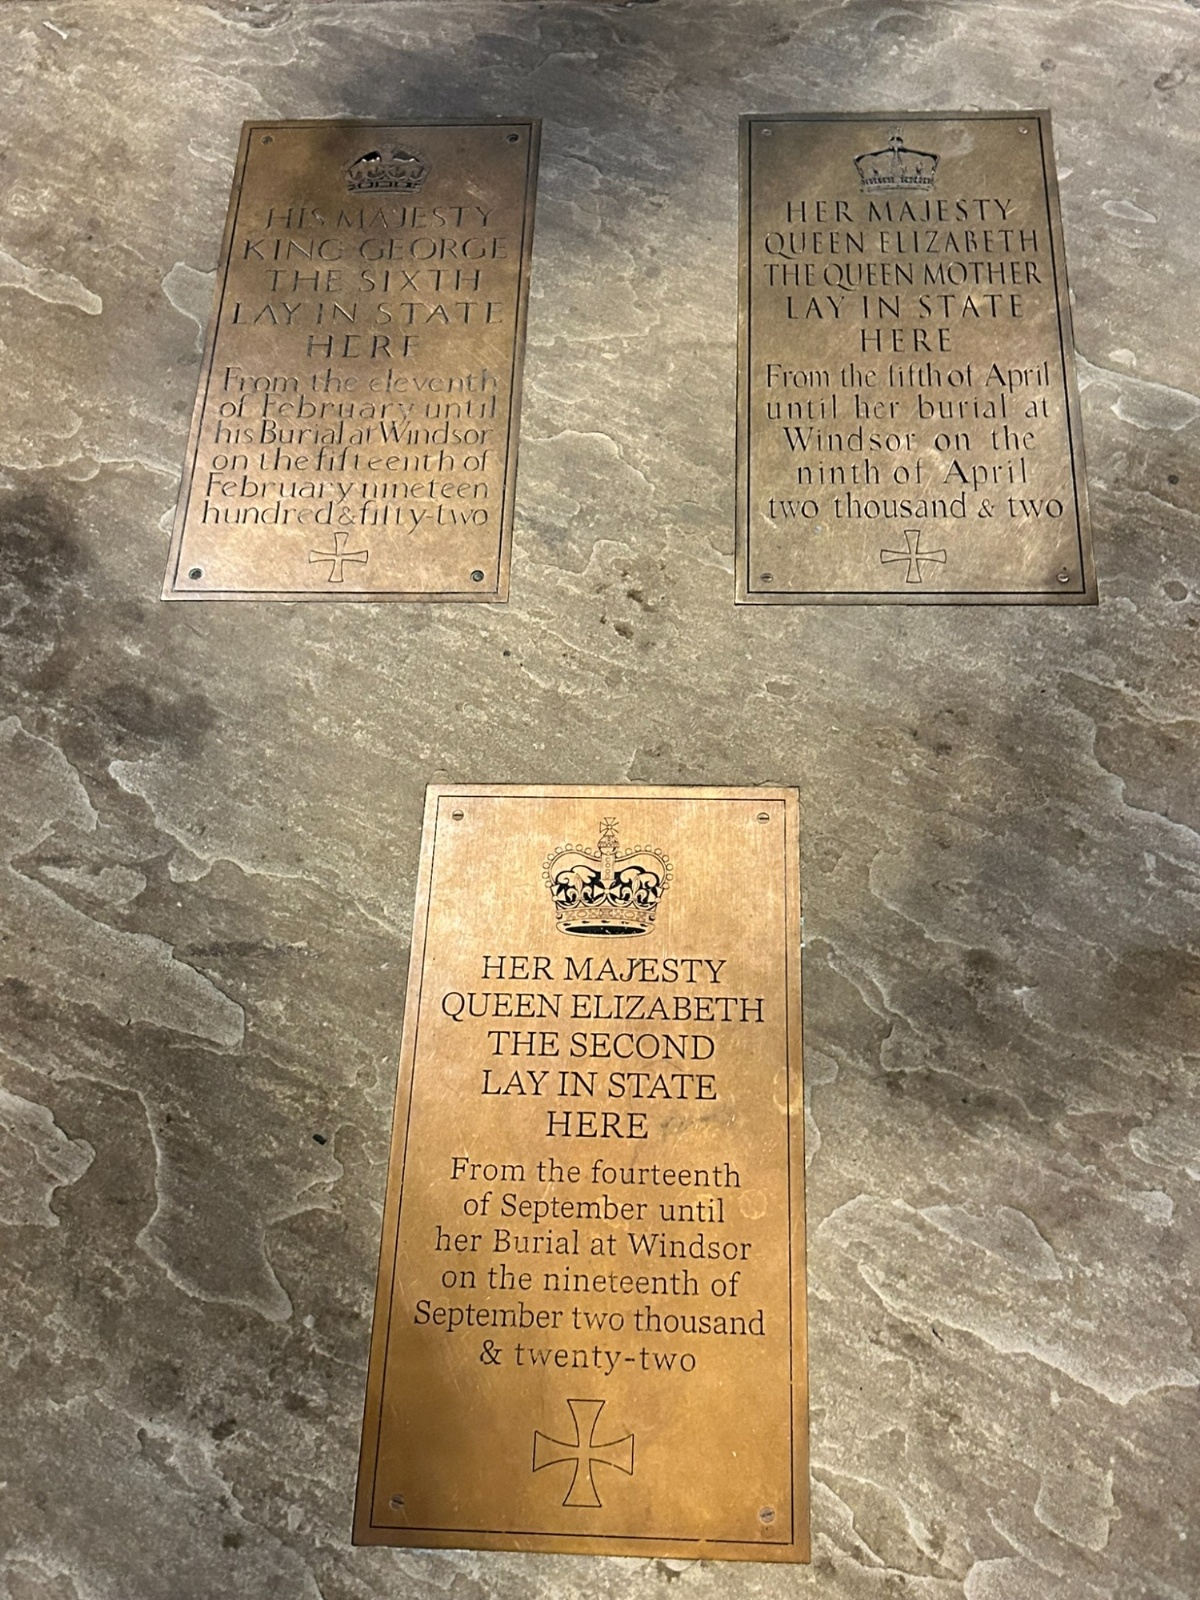 HIS MAJESTY
KING GEORGE
THE SIXTH
LAY IN STATE
HERE
From the eleventh
of February until
his Burial at Windsor
on the fifteenth of
February nineteen
hundred & fifty-two
HER MAJESTY
QUEEN ELIZABETH
THE QUEEN MOTHER
LAY IN STATE
HERE
From the fifth of April
until her burial at
Windsor on the
ninth of April
two thousand & two
HER MAJESTY
QUEEN ELIZABETH
THE SECOND
LAY IN STATE
HERE
From the fourteenth
of September until
her Burial at Windsor
on the nineteenth of
September two thousand
& twenty-two